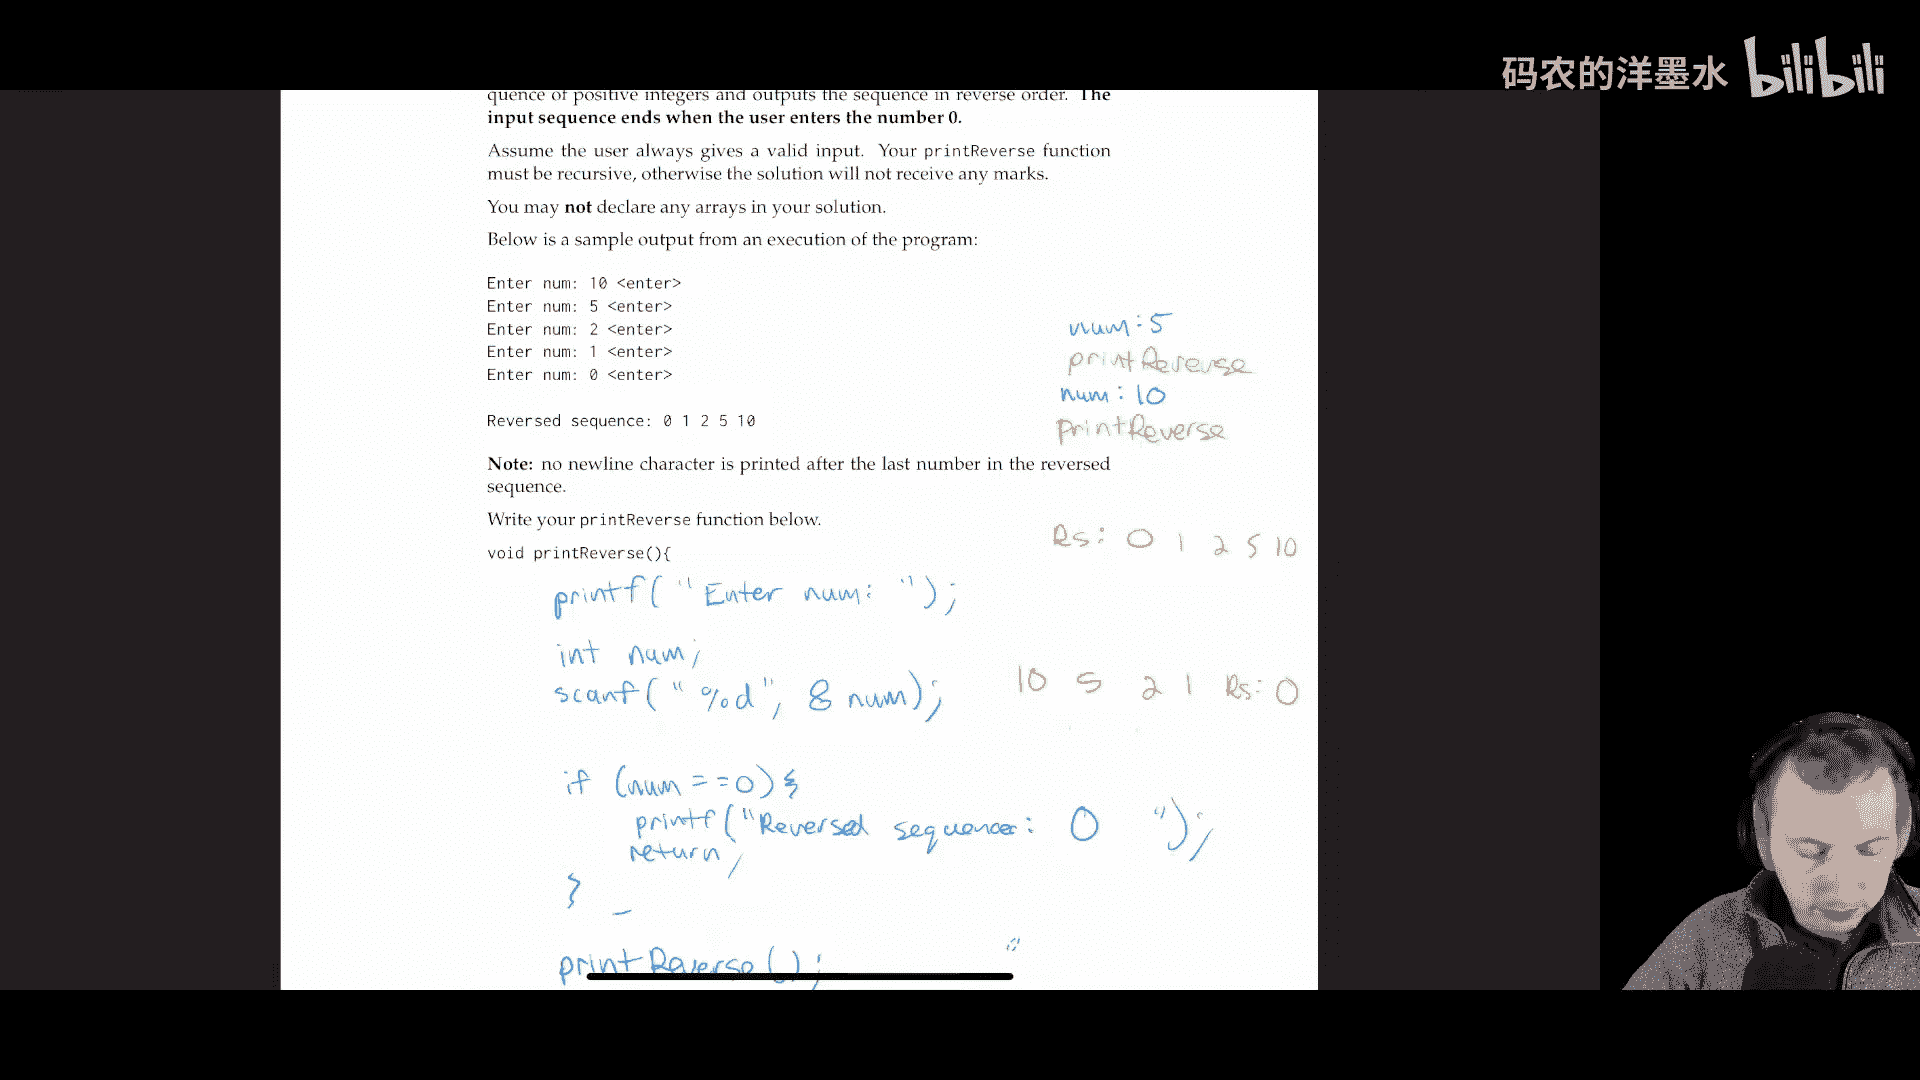 码农的洋墨水 bilibili
quence of positive integers and outputs the sequence in reverse order. The
input sequence ends when the user enters the number 0.
Assume the user always gives a valid input. Your printReverse function
must be recursive, otherwise the solution will not receive any marks.
You may not declare any arrays in your solution.
Below is a sample output from an execution of the program:
Enter num: 10 <enter>
Enter num: 5 <enter>
Enter num: 2 <enter>
Enter num: 1 <enter>
Enter num: 0 <enter>
num: 5
printReverse
num: 10
printReverse
Reversed sequence: 0 1 2 5 10
Note: no newline character is printed after the last number in the reversed
sequence.
Write your printReverse function below.
Rs: 0 1 2 5 10
void printReverse(){
printf( "Enter num: ");
int num;
scanf( "%d", &num);
10 5 2 1 Rs: 0
if (num == 0) {
printf("Reversed sequence: 0 ");
return;
}
printReverse();
"